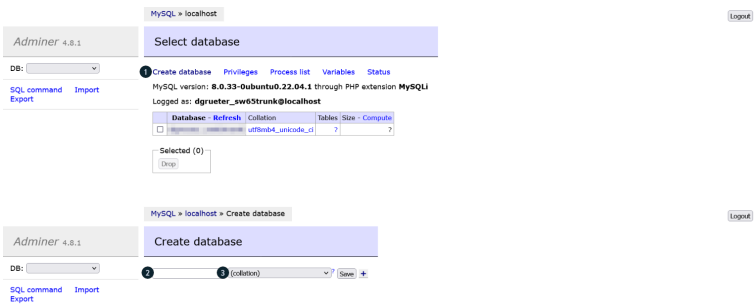 MySQL » localhost
Logout
Adminer 4.8.1
Select database
DB:
SQL command Import
Export
1 Create database Privileges Process list Variables Status
MySQL version: 8.0.33-0ubuntu0.22.04.1 through PHP extension MySQLi
Logged as: dgrueter_sw65trunk@localhost
Database - Refresh Collation Tables Size - Compute
utf8mb4_unicode_ci ? ?
Selected (0)
Drop
MySQL » localhost » Create database
Logout
Adminer 4.8.1
Create database
DB:
2 3 (collation) ? Save +
SQL command Import
Export